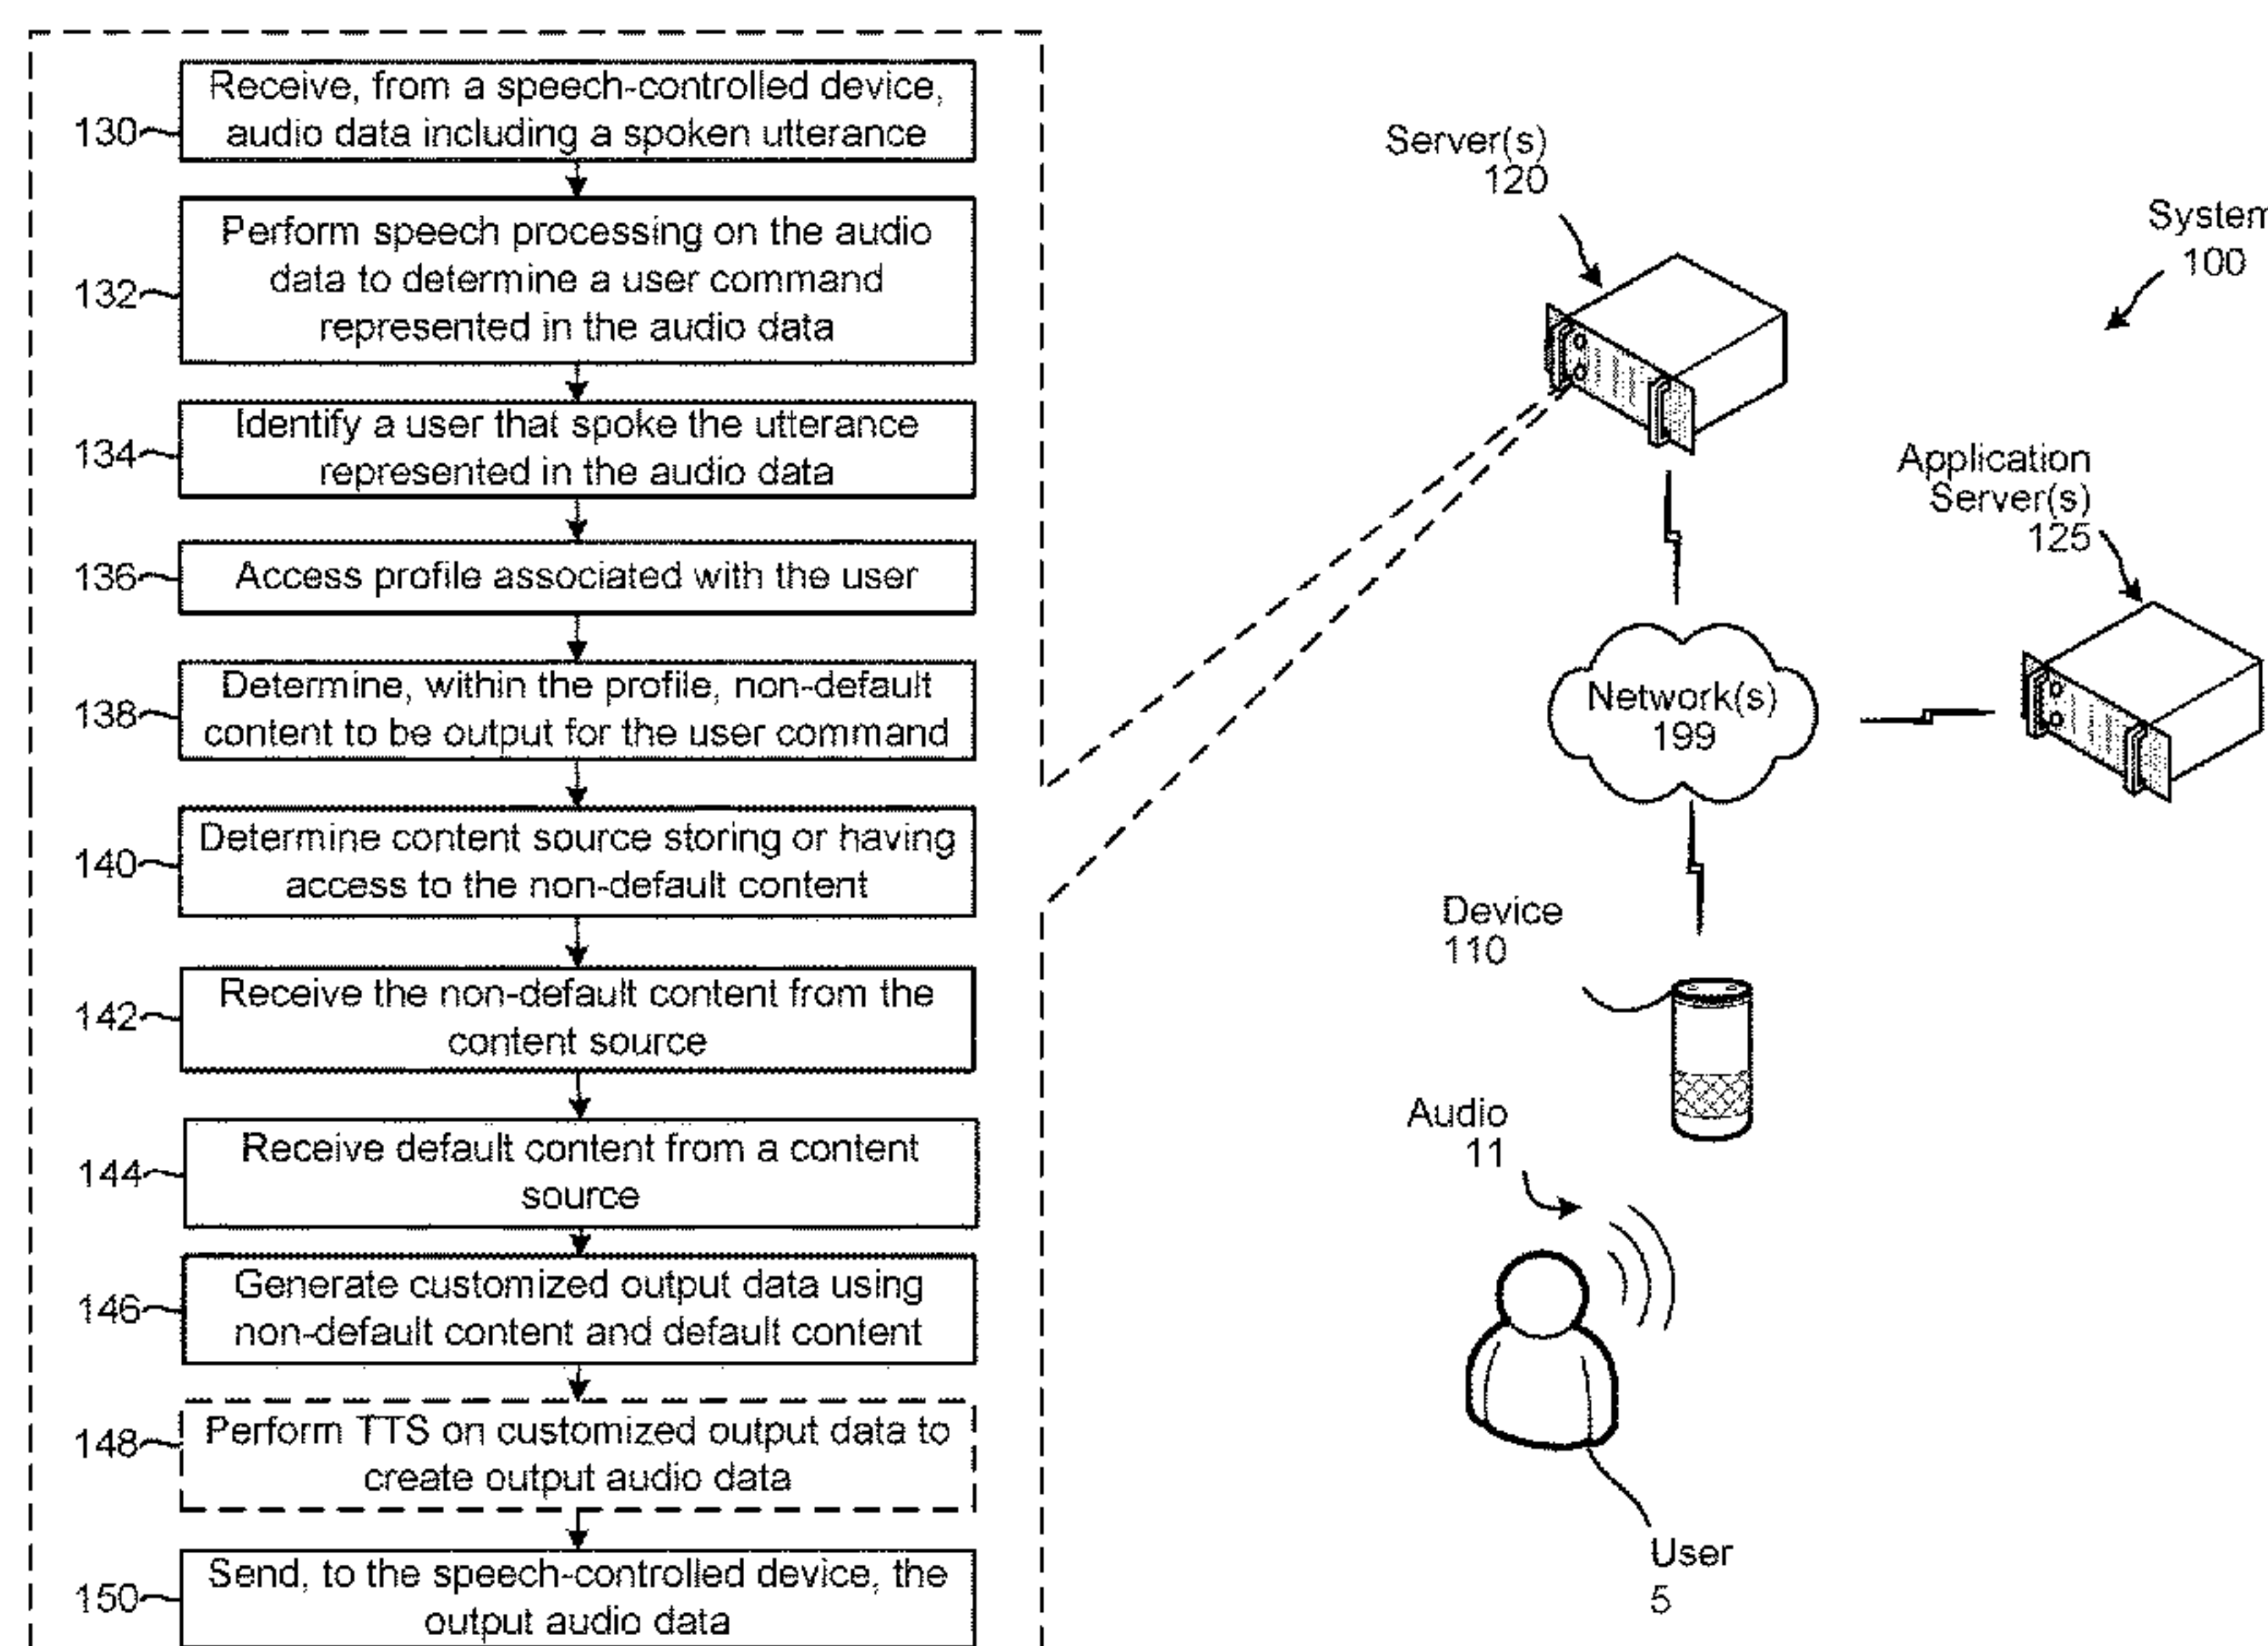 130
Receive, from a speech-controlled device,
audio data including a spoken utterance
132
Perform speech processing on the audio
data to determine a user command
represented in the audio data
134
Identify a user that spoke the utterance
represented in the audio data
136
Access profile associated with the user
138
Determine, within the profile, non-default
content to be output for the user command
140
Determine content source storing or having
access to the non-default content
142
Receive the non-default content from the
content source
144
Receive default content from a content
source
146
Generate customized output data using
non-default content and default content
148
Perform TTS on customized output data to
create output audio data
150
Send, to the speech-controlled device, the
output audio data
Server(s)
120
System
100
Application
Server(s)
125
Network(s)
199
Device
110
Audio
11
User
5